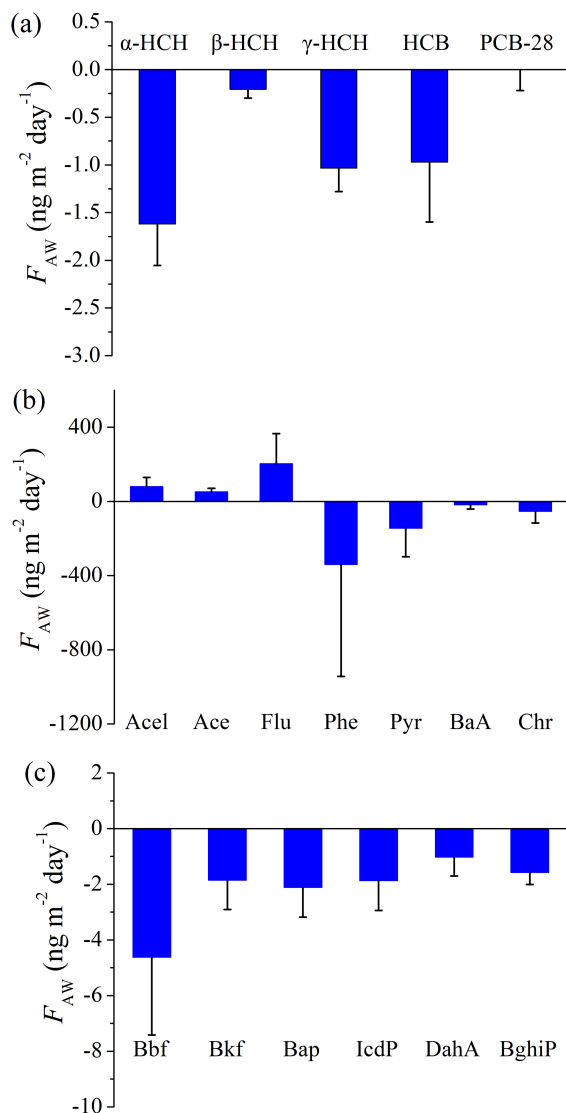 (a)
α-HCH β-HCH γ-HCH HCB PCB-28
0.5
0.0
-0.5
-1.0
-1.5
-2.0
-2.5
-3.0
F_AW (ng m⁻² day⁻¹)
(b)
400
0
-400
-800
-1200
F_AW (ng m⁻² day⁻¹)
Acel Ace Flu Phe Pyr BaA Chr
(c)
2
0
-2
-4
-6
-8
-10
F_AW (ng m⁻² day⁻¹)
Bbf Bkf Bap IcdP DahA BghiP